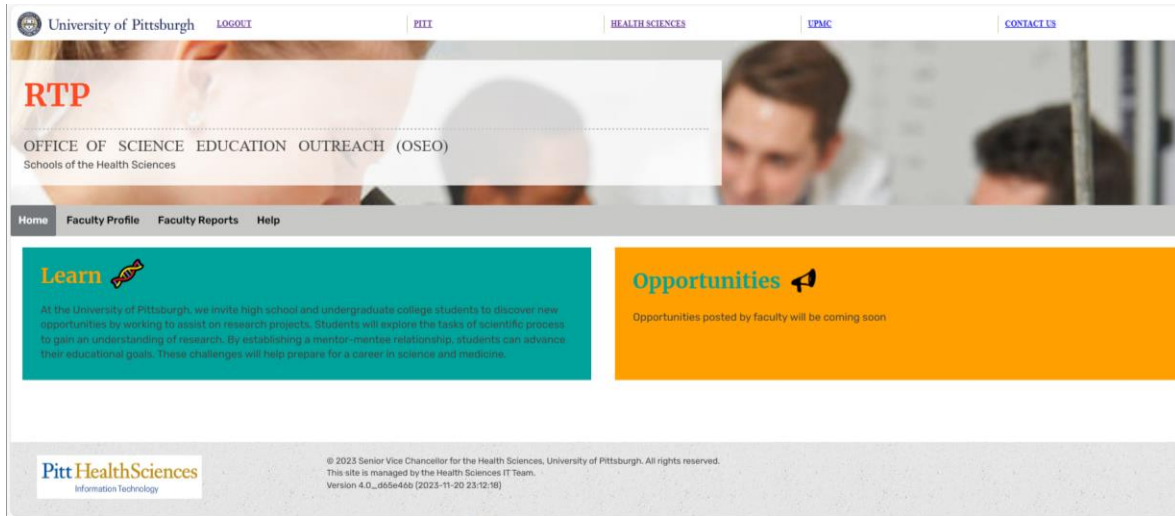 University of Pittsburgh
LOGOUT
PITT
HEALTH SCIENCES
UPMC
CONTACT US
RTP
OFFICE OF SCIENCE EDUCATION OUTREACH (OSEO)
Schools of the Health Sciences
Home Faculty Profile Faculty Reports Help
Learn
At the University of Pittsburgh, we invite high school and undergraduate college students to discover new
opportunities by working to assist on research projects. Students will explore the tasks of scientific process
to gain an understanding of research. By establishing a mentor-mentee relationship, students can advance
their educational goals. These challenges will help prepare for a career in science and medicine.
Opportunities
Opportunities posted by faculty will be coming soon
Pitt HealthSciences
Information Technology
© 2023 Senior Vice Chancellor for the Health Sciences, University of Pittsburgh. All rights reserved.
This site is managed by the Health Sciences IT Team.
Version 4.0_d65e46b (2023-11-20 23:12:18)